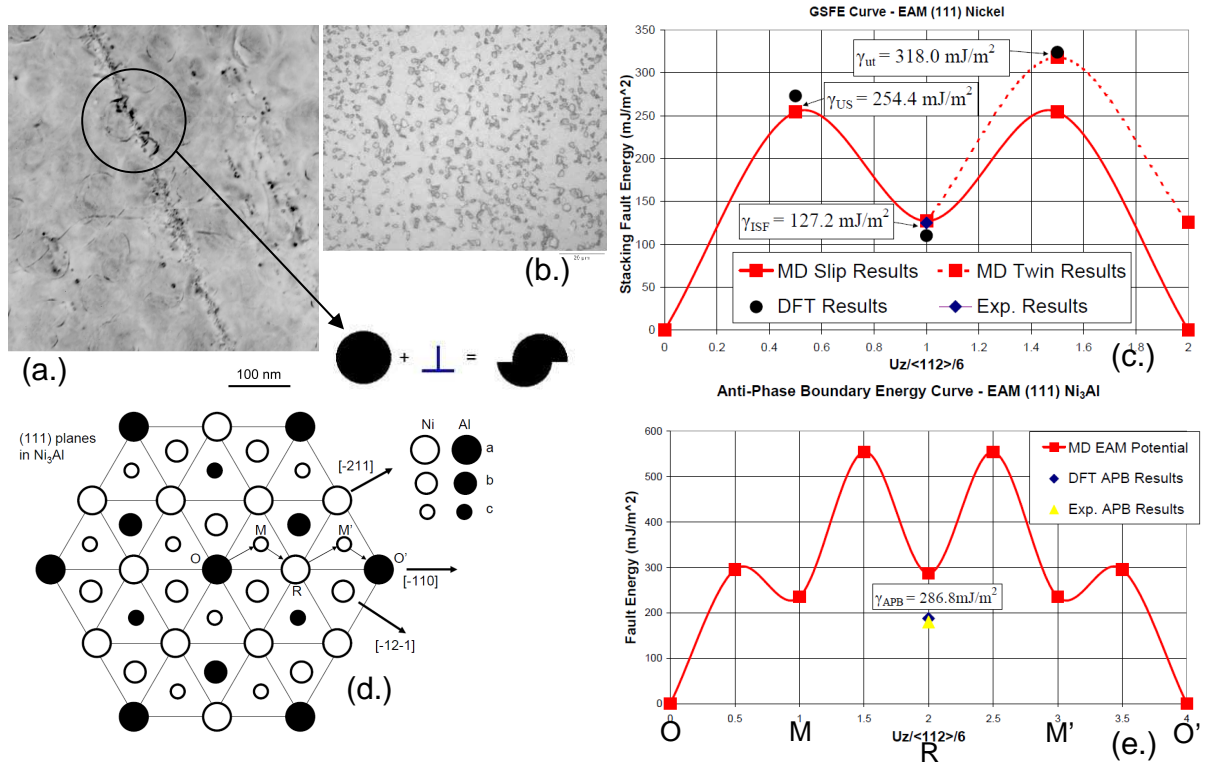 (a.)
20 µm
(b.)
100 nm
+
=
GSFE Curve - EAM (111) Nickel
Stacking Fault Energy (mJ/m^2)
350
300
250
200
150
100
50
0
γut = 318.0 mJ/m²
γUS = 254.4 mJ/m²
γISF = 127.2 mJ/m²
MD Slip Results
MD Twin Results
DFT Results
Exp. Results
0 0.2 0.4 0.6 0.8 1 1.2 1.4 1.6 1.8 2
Uz/<112>/6
(c.)
(111) planes
in Ni₃Al
Ni Al
a
b
c
[-211]
O M R M' O'
[-110]
[-12-1]
(d.)
Anti-Phase Boundary Energy Curve - EAM (111) Ni₃Al
Fault Energy (mJ/m^2)
600
500
400
300
200
100
0
MD EAM Potential
DFT APB Results
Exp. APB Results
γAPB = 286.8mJ/m²
0 0.5 1 1.5 2 2.5 3 3.5 4
Uz/<112>/6
O M R M' O'
(e.)